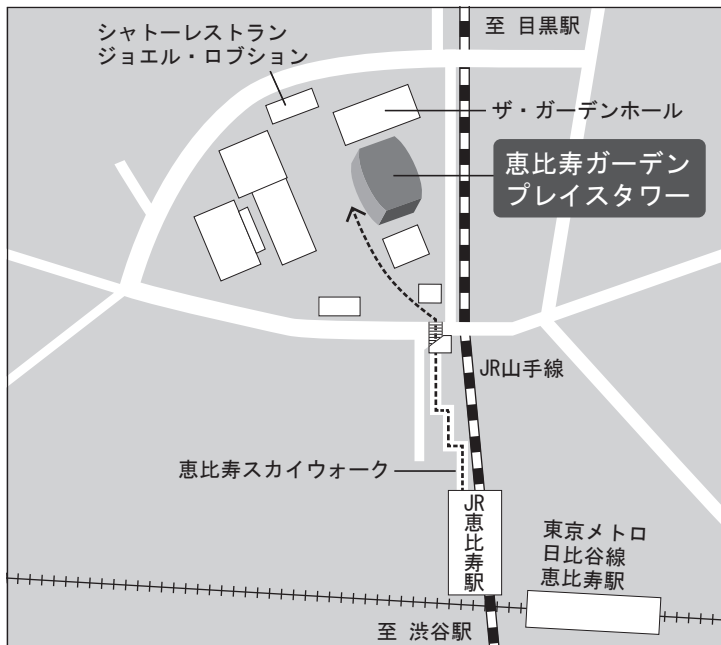 至 目黒駅
シャトーレストラン
ジョエル・ロブション
ザ・ガーデンホール
恵比寿ガーデン
プレイスタワー
JR山手線
恵比寿スカイウォーク
JR恵比寿駅
東京メトロ
日比谷線
恵比寿駅
至 渋谷駅